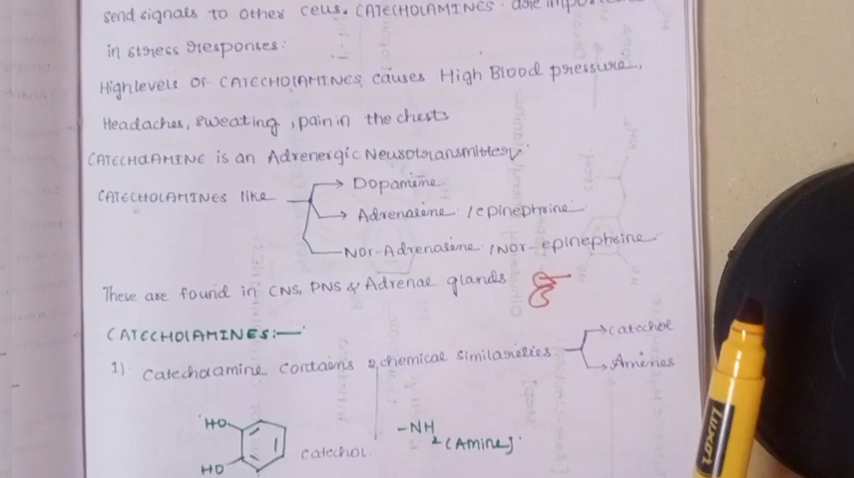 send signals to other cells. CATECHOLAMINES are
in stress responses:
High levels OF CATECHOLAMINES causes High Blood pressure,
Headaches, sweating, pain in the chests
CATECHOLAMINE is an Adrenergic Neurotransmitter
CATECHOLAMINES like
Dopamine
Adrenaline / epinephrine
Nor-Adrenaline / Nor-epinephrine
These are found in CNS, PNS & Adrenal glands
CATECHOLAMINES:-
1) Catecholamine contains 2 chemical similarities
catechol
Amines
HO
HO
catechol
-NH2 (Amine)
LUXOR